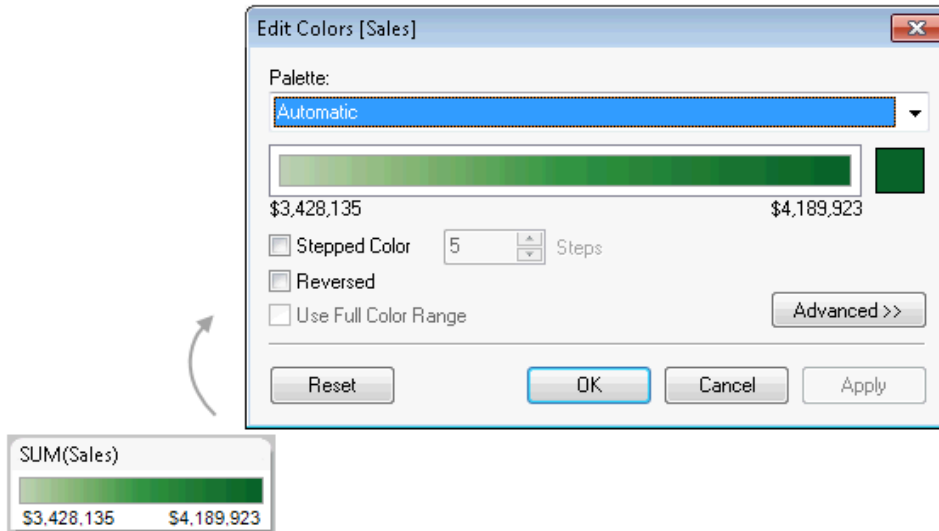 Edit Colors [Sales]
Palette:
Automatic
$3,428,135 $4,189,923
Stepped Color 5 Steps
Reversed
Use Full Color Range
Advanced >>
Reset OK Cancel Apply
SUM(Sales)
$3,428,135 $4,189,923